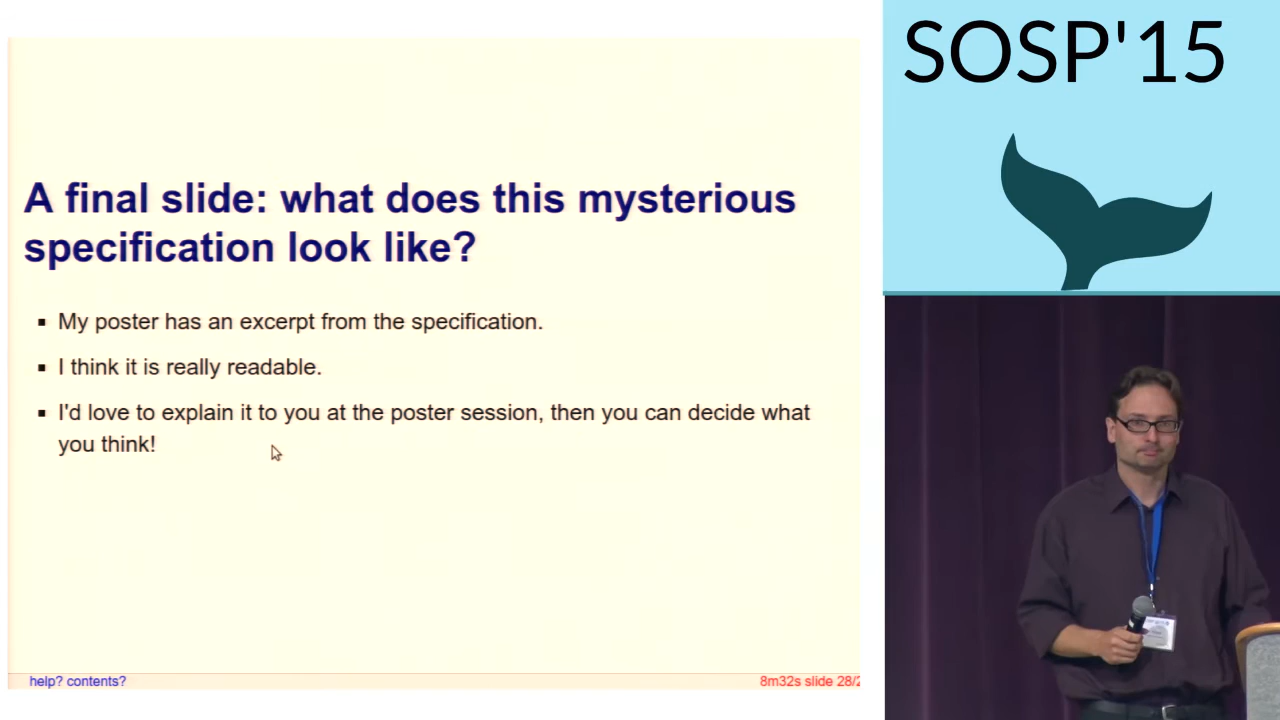 SOSP'15
A final slide: what does this mysterious
specification look like?
▪ My poster has an excerpt from the specification.
▪ I think it is really readable.
▪ I'd love to explain it to you at the poster session, then you can decide what
you think!
help? contents?
8m32s slide 28/2